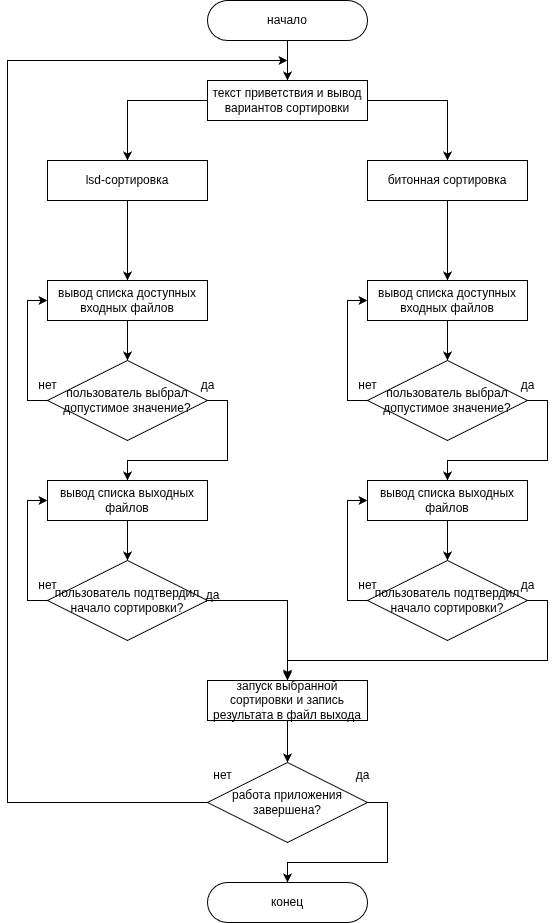 начало
текст приветствия и вывод
вариантов сортировки
lsd-сортировка
битонная сортировка
вывод списка доступных
входных файлов
вывод списка доступных
входных файлов
нет
пользователь выбрал
допустимое значение?
да
нет
пользователь выбрал
допустимое значение?
да
вывод списка выходных
файлов
вывод списка выходных
файлов
нет
пользователь подтвердил
начало сортировки?
да
нет
пользователь подтвердил
начало сортировки?
да
запуск выбранной
сортировки и запись
результата в файл выхода
нет
да
работа приложения
завершена?
конец